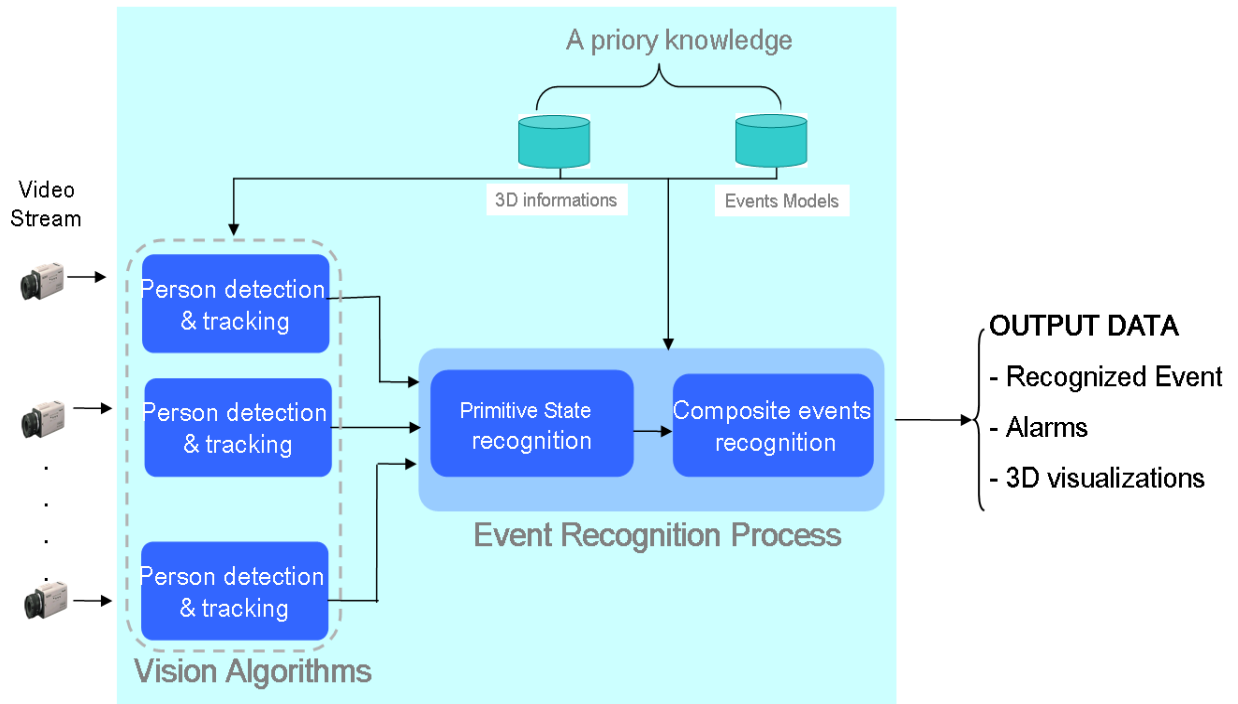 A priory knowledge
3D informations
Events Models
Video
Stream
Person detection
& tracking
Person detection
& tracking
Person detection
& tracking
Vision Algorithms
Primitive State
recognition
Composite events
recognition
Event Recognition Process
OUTPUT DATA
- Recognized Event
- Alarms
- 3D visualizations